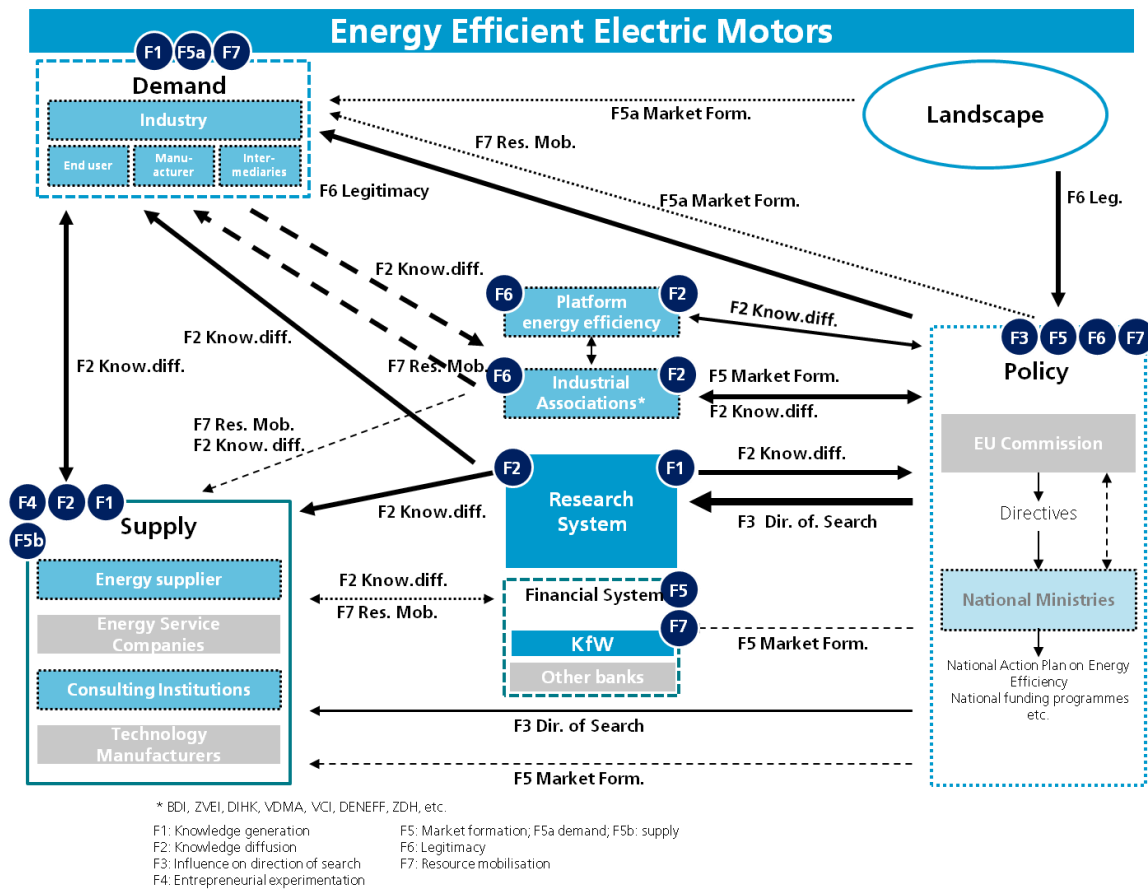 Energy Efficient Electric Motors
F1
F5a
F7
Demand
Industry
End user
Manu-
acturer
Inter-
mediaries
Landscape
F5a Market Form.
F7 Res. Mob.
F6 Legitimacy
F5a Market Form.
F6 Leg.
F2 Know.diff.
F6
Platform
energy efficiency
F2
F2 Know.diff.
F2 Know.diff.
F2 Know.diff.
F7 Res. Mob.
F6
Industrial
Associations*
F2
F5 Market Form.
F2 Know.diff.
F3
F5
F6
F7
Policy
EU Commission
Directives
National Ministries
National Action Plan on Energy
Efficiency
National funding programmes
etc.
F7 Res. Mob.
F2 Know. diff.
F2
Research
System
F1
F2 Know.diff.
F3 Dir. of. Search
F2 Know.diff.
F4
F2
F1
F5b
Supply
Energy supplier
Energy Service
Companies
Consulting Institutions
Technology
Manufacturers
F2 Know.diff.
F7 Res. Mob.
Financial System
F5
F7
KfW
Other banks
F5 Market Form.
F3 Dir. of Search
F5 Market Form.
* BDI, ZVEI, DIHK, VDMA, VCI, DENEFF, ZDH, etc.
F1: Knowledge generation
F2: Knowledge diffusion
F3: Influence on direction of search
F4: Entrepreneurial experimentation
F5: Market formation; F5a demand; F5b: supply
F6: Legitimacy
F7: Resource mobilisation